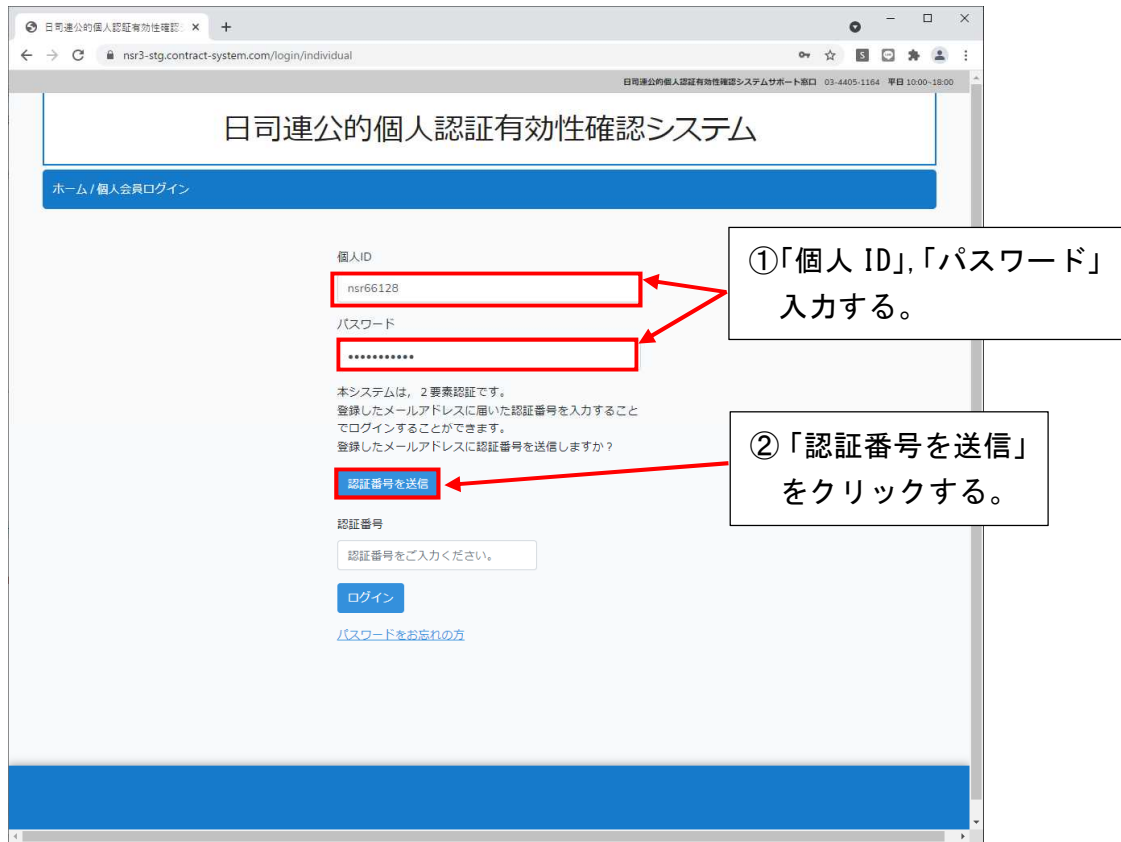 日司連公的個人認証有効性確認 × +
nsr3-stg.contract-system.com/login/individual
日司連公的個人認証有効性確認システムサポート窓口 03-4405-1164 平日 10:00~18:00
日司連公的個人認証有効性確認システム
ホーム / 個人会員ログイン
個人ID
nsr66128
パスワード
•••••••••••
①「個人 ID」,「パスワード」
入力する。
本システムは，２要素認証です。
登録したメールアドレスに届いた認証番号を入力すること
でログインすることができます。
登録したメールアドレスに認証番号を送信しますか？
認証番号を送信
②「認証番号を送信」
をクリックする。
認証番号
認証番号をご入力ください。
ログイン
パスワードをお忘れの方